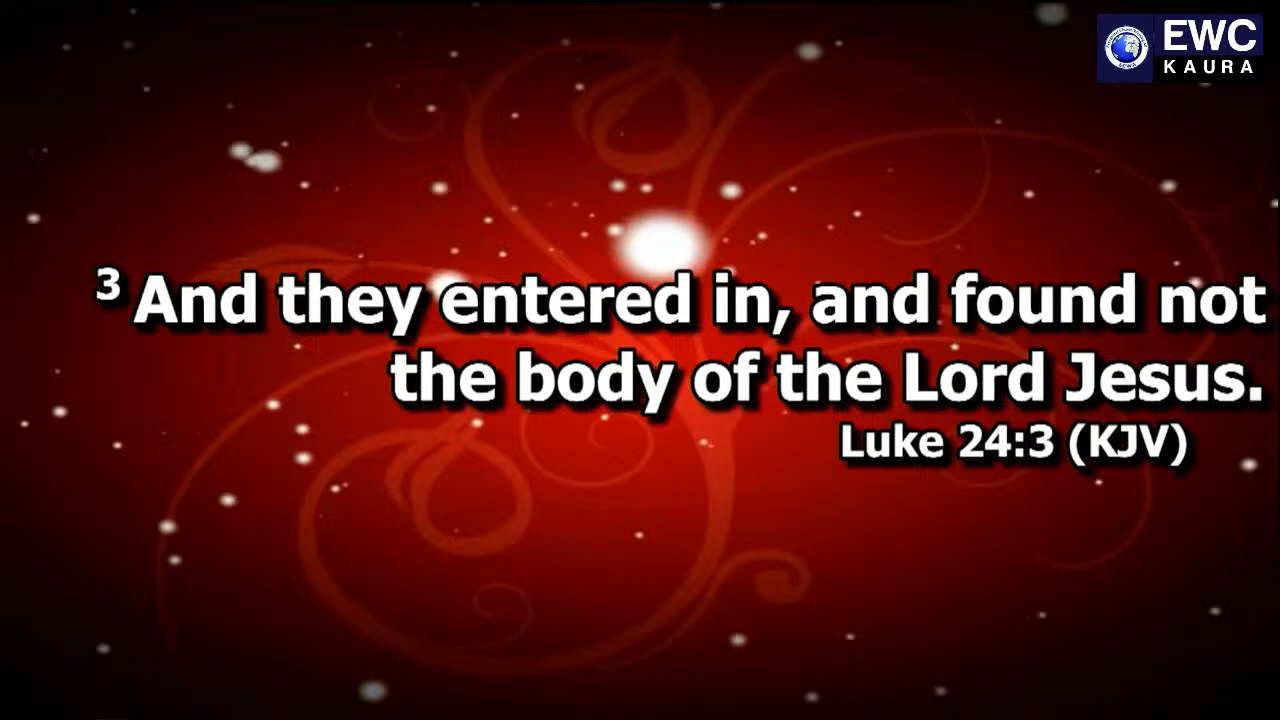 EWC
KAURA
3 And they entered in, and found not
the body of the Lord Jesus.
Luke 24:3 (KJV)